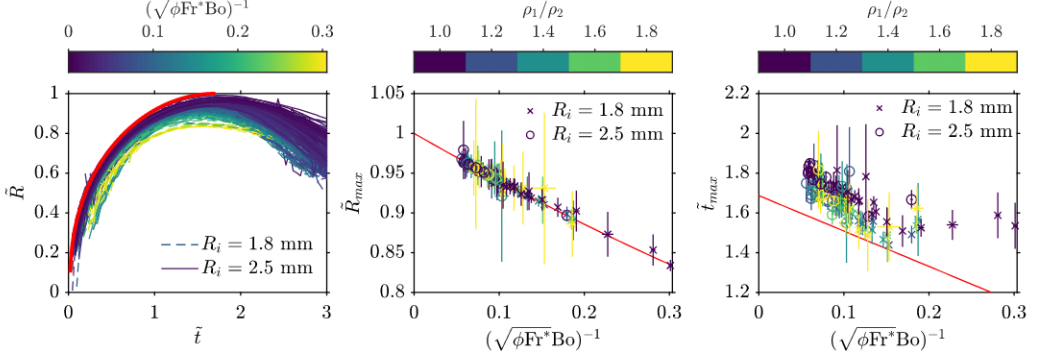 (√ϕFr*Bo)⁻¹
0 0.1 0.2 0.3
1
0.8
0.6
0.4
0.2
0
R̃
R_i = 1.8 mm
R_i = 2.5 mm
0 1 2 3
t̃
ρ₁/ρ₂
1.0 1.2 1.4 1.6 1.8
1.05
1
0.95
0.9
0.85
0.8
R̃_max
R_i = 1.8 mm
R_i = 2.5 mm
0 0.1 0.2 0.3
(√ϕFr*Bo)⁻¹
ρ₁/ρ₂
1.0 1.2 1.4 1.6 1.8
2.2
2
1.8
1.6
1.4
1.2
t̃_max
R_i = 1.8 mm
R_i = 2.5 mm
0 0.1 0.2 0.3
(√ϕFr*Bo)⁻¹